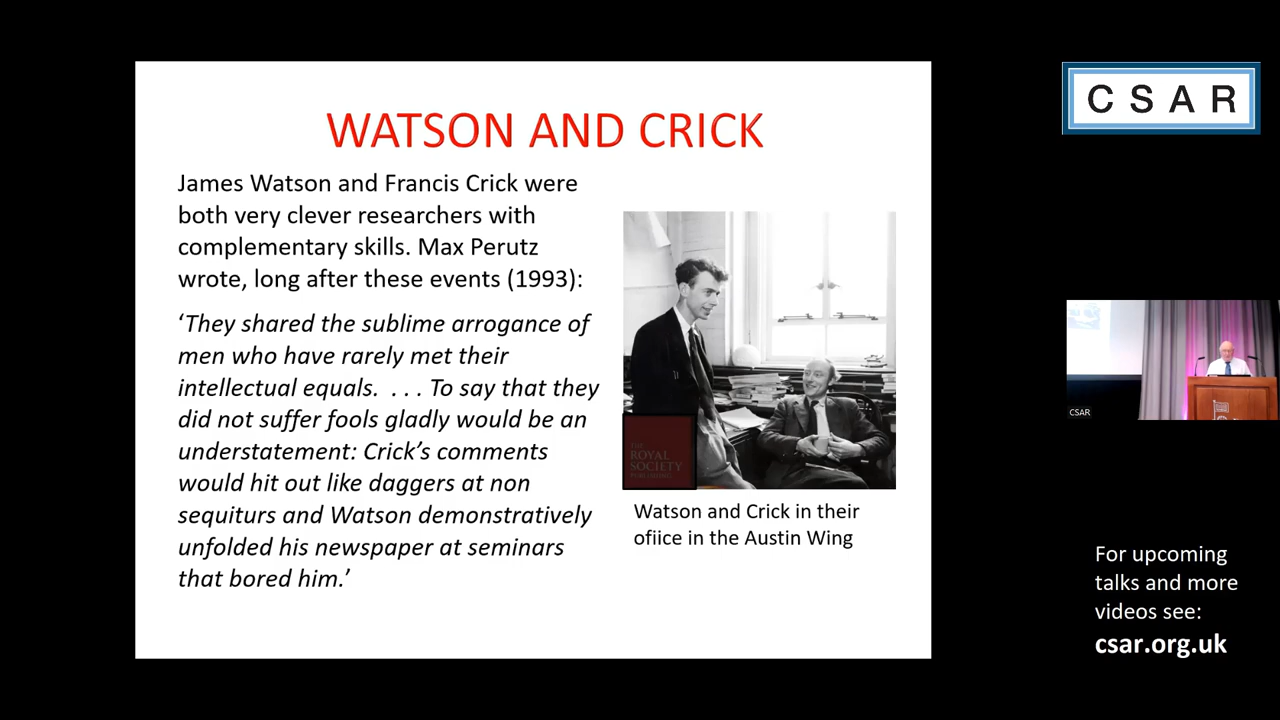 WATSON AND CRICK
James Watson and Francis Crick were
both very clever researchers with
complementary skills. Max Perutz
wrote, long after these events (1993):
‘They shared the sublime arrogance of
men who have rarely met their
intellectual equals. . . . To say that they
did not suffer fools gladly would be an
understatement: Crick’s comments
would hit out like daggers at non
sequiturs and Watson demonstratively
unfolded his newspaper at seminars
that bored him.’
THE
ROYAL
SOCIETY
PUBLISHING
Watson and Crick in their
ofiice in the Austin Wing
CSAR
CSAR
For upcoming
talks and more
videos see:
csar.org.uk